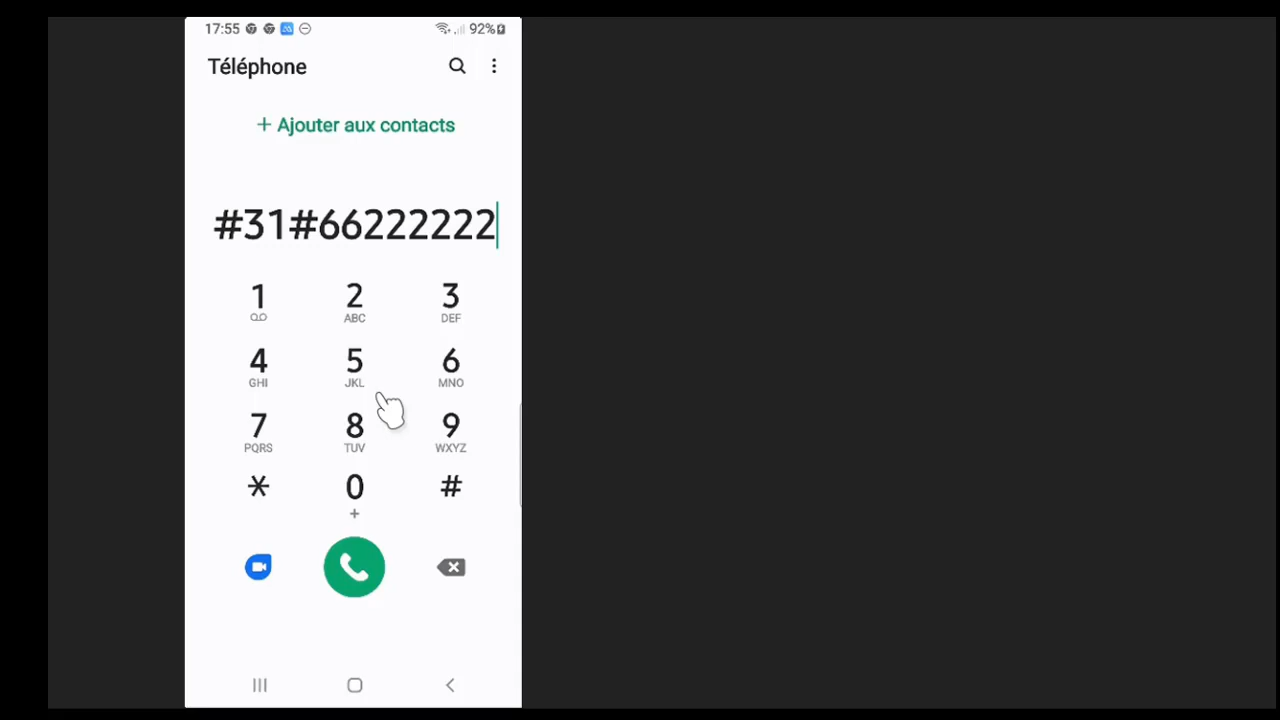 17:55 92%
Téléphone
+ Ajouter aux contacts
#31#66222222
1 2 3
ABC DEF
4 5 6
GHI JKL MNO
7 8 9
PQRS TUV WXYZ
* 0 #
+